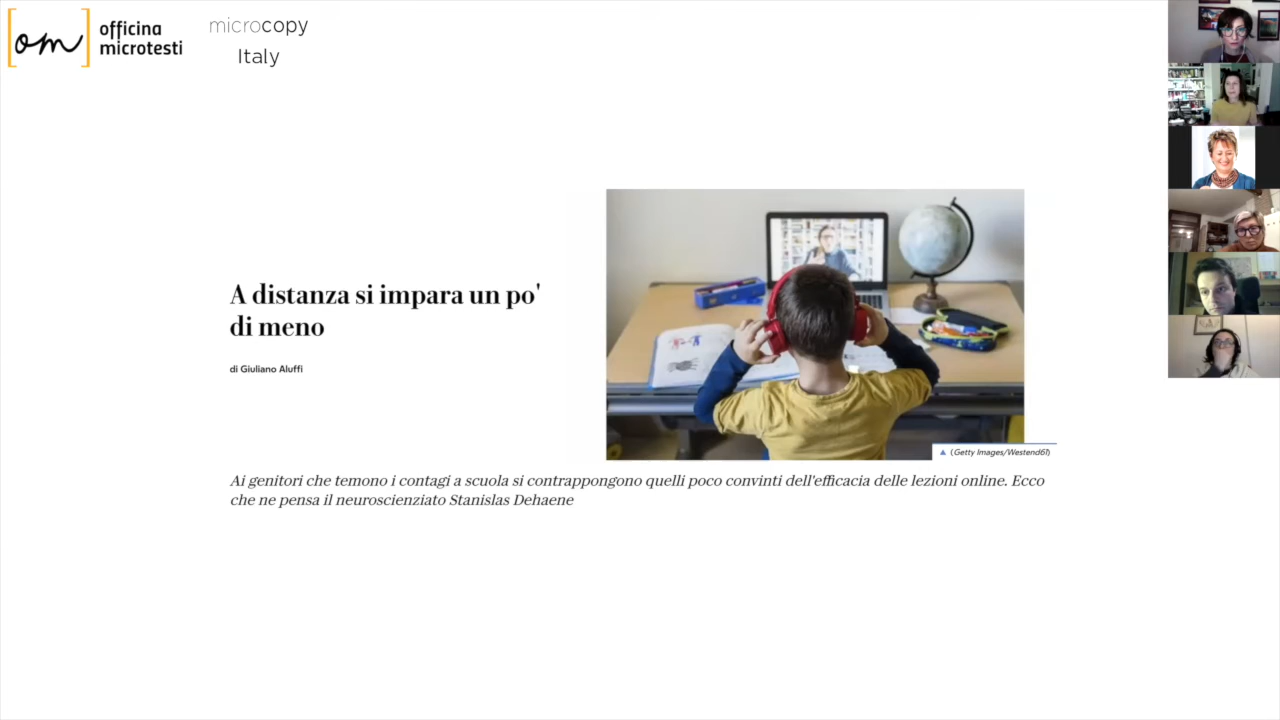 om
officina
microtesti
microcopy
Italy
A distanza si impara un po'
di meno
di Giuliano Aluffi
▲ (Getty Images/Westend61)
Ai genitori che temono i contagi a scuola si contrappongono quelli poco convinti dell'efficacia delle lezioni online. Ecco
che ne pensa il neuroscienziato Stanislas Dehaene